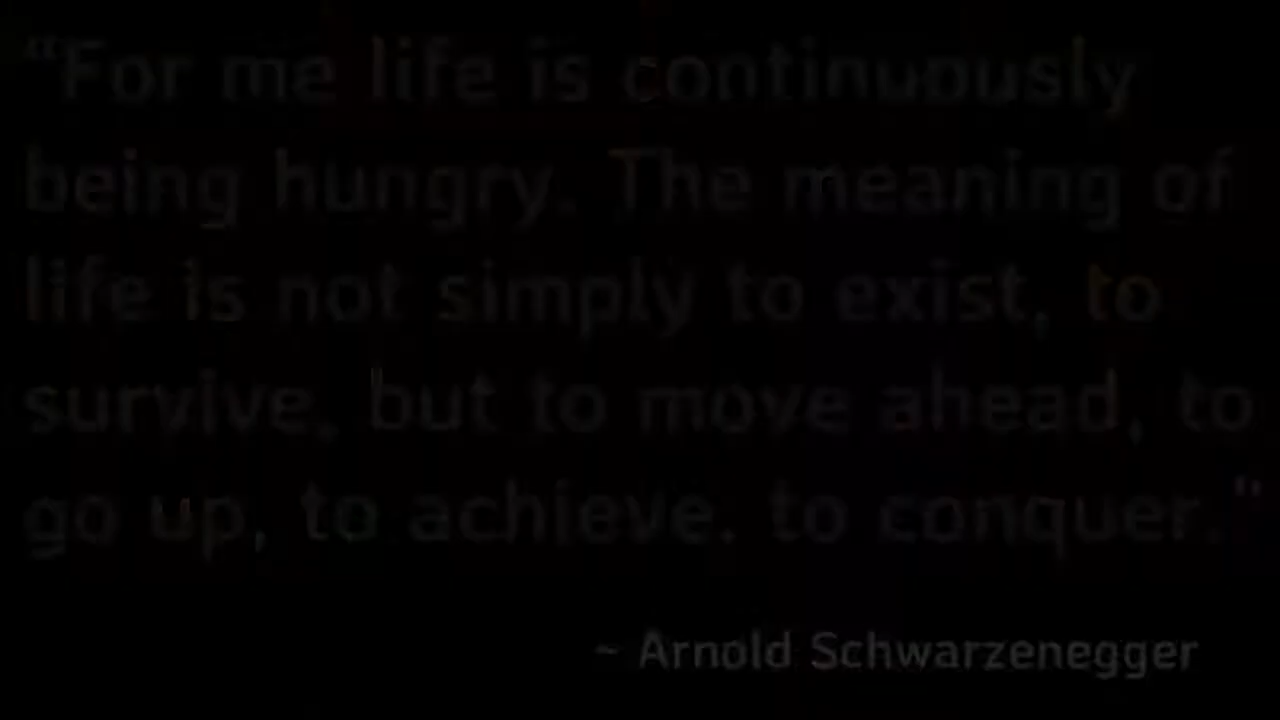 “For me life is continuously
being hungry. The meaning of
life is not simply to exist, to
survive, but to move ahead, to
go up, to achieve. to conquer."
~ Arnold Schwarzenegger